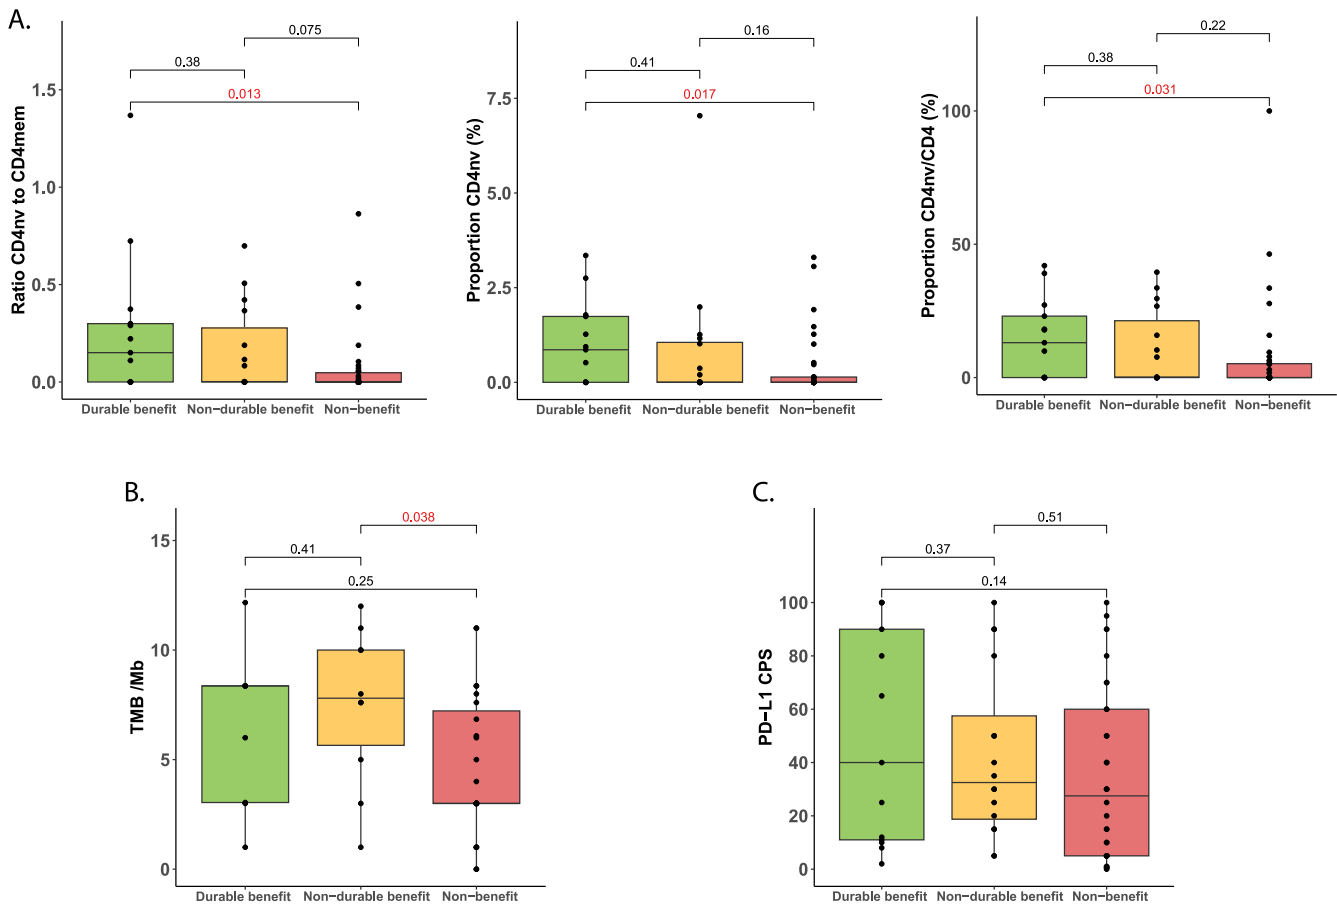 A.
Ratio CD4nv to CD4mem
1.5
1.0
0.5
0.0
0.075
0.38
0.013
Durable benefit
Non−durable benefit
Non−benefit
Proportion CD4nv (%)
7.5
5.0
2.5
0.0
0.16
0.41
0.017
Durable benefit
Non−durable benefit
Non−benefit
Proportion CD4nv/CD4 (%)
100
50
0
0.22
0.38
0.031
Durable benefit
Non−durable benefit
Non−benefit
B.
TMB /Mb
15
10
5
0
0.038
0.41
0.25
Durable benefit
Non−durable benefit
Non−benefit
C.
PD−L1 CPS
100
80
60
40
20
0
0.51
0.37
0.14
Durable benefit
Non−durable benefit
Non−benefit